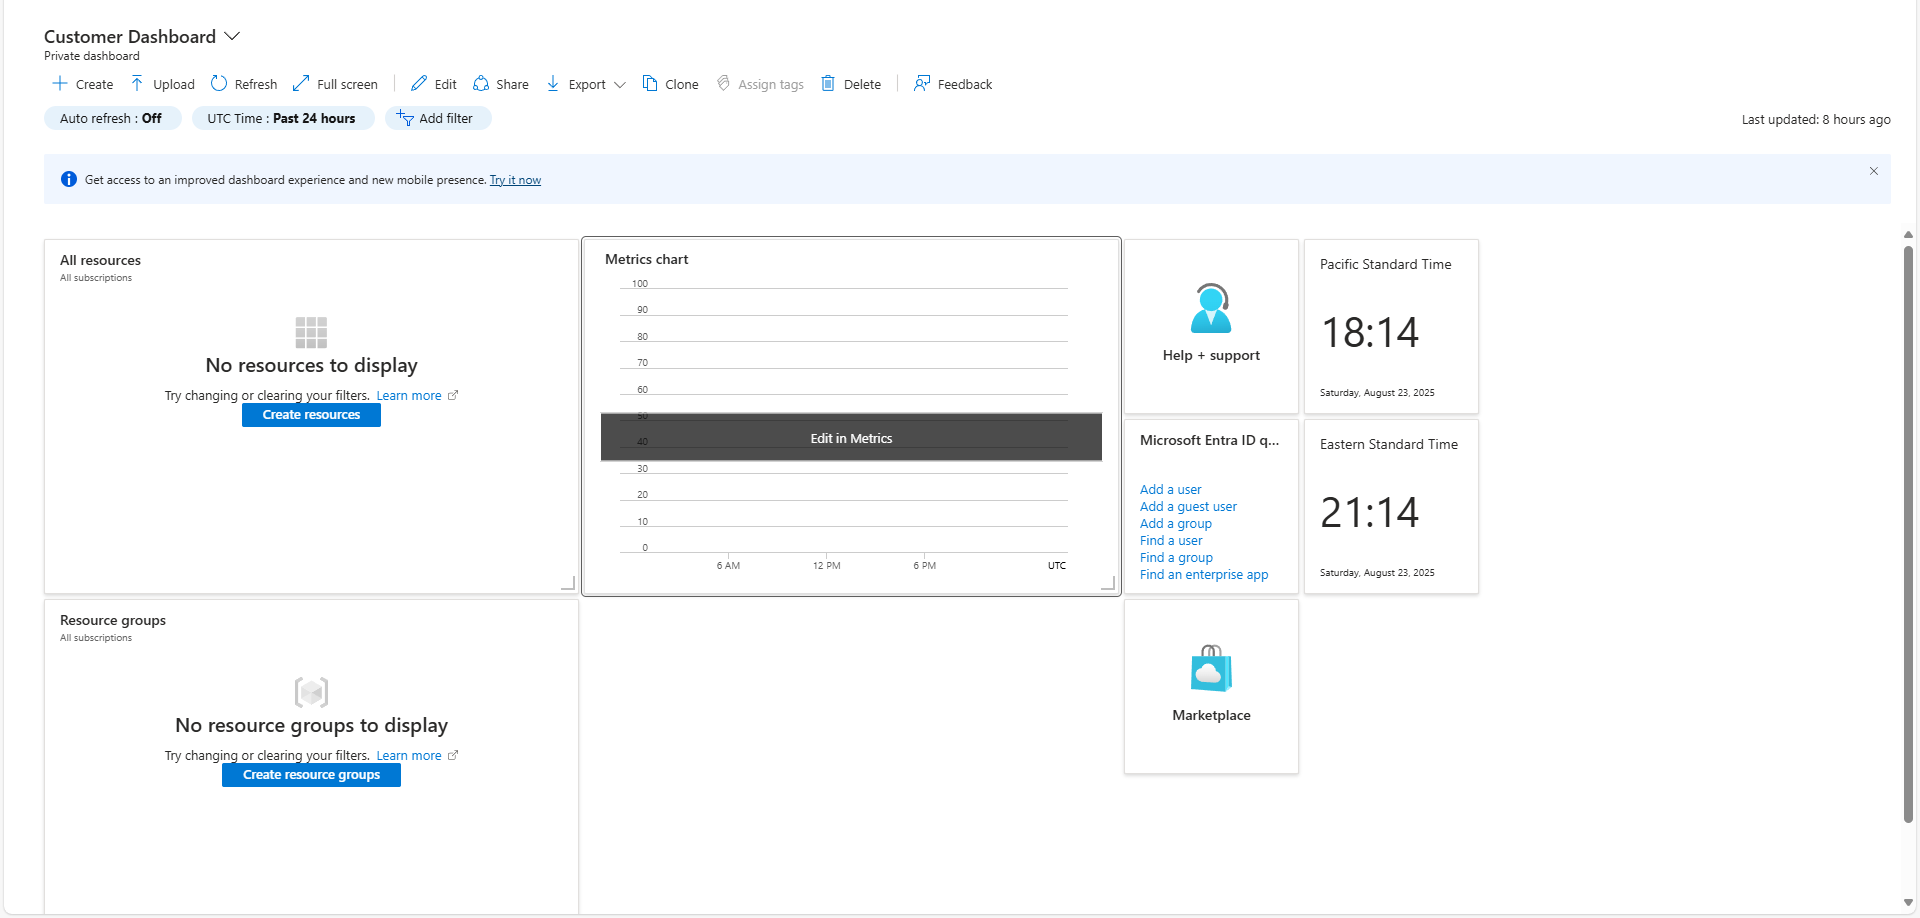 Customer Dashboard
Private dashboard
Create Upload Refresh Full screen Edit Share Export Clone Assign tags Delete Feedback
Auto refresh : Off UTC Time : Past 24 hours Add filter
Last updated: 8 hours ago
Get access to an improved dashboard experience and new mobile presence. Try it now
All resources
All subscriptions
No resources to display
Try changing or clearing your filters. Learn more
Create resources
Metrics chart
100
90
80
70
60
50
40
Edit in Metrics
30
20
10
0
6 AM 12 PM 6 PM UTC
Help + support
Pacific Standard Time
18:14
Saturday, August 23, 2025
Microsoft Entra ID q...
Add a user
Add a guest user
Add a group
Find a user
Find a group
Find an enterprise app
Eastern Standard Time
21:14
Saturday, August 23, 2025
Resource groups
All subscriptions
No resource groups to display
Try changing or clearing your filters. Learn more
Create resource groups
Marketplace